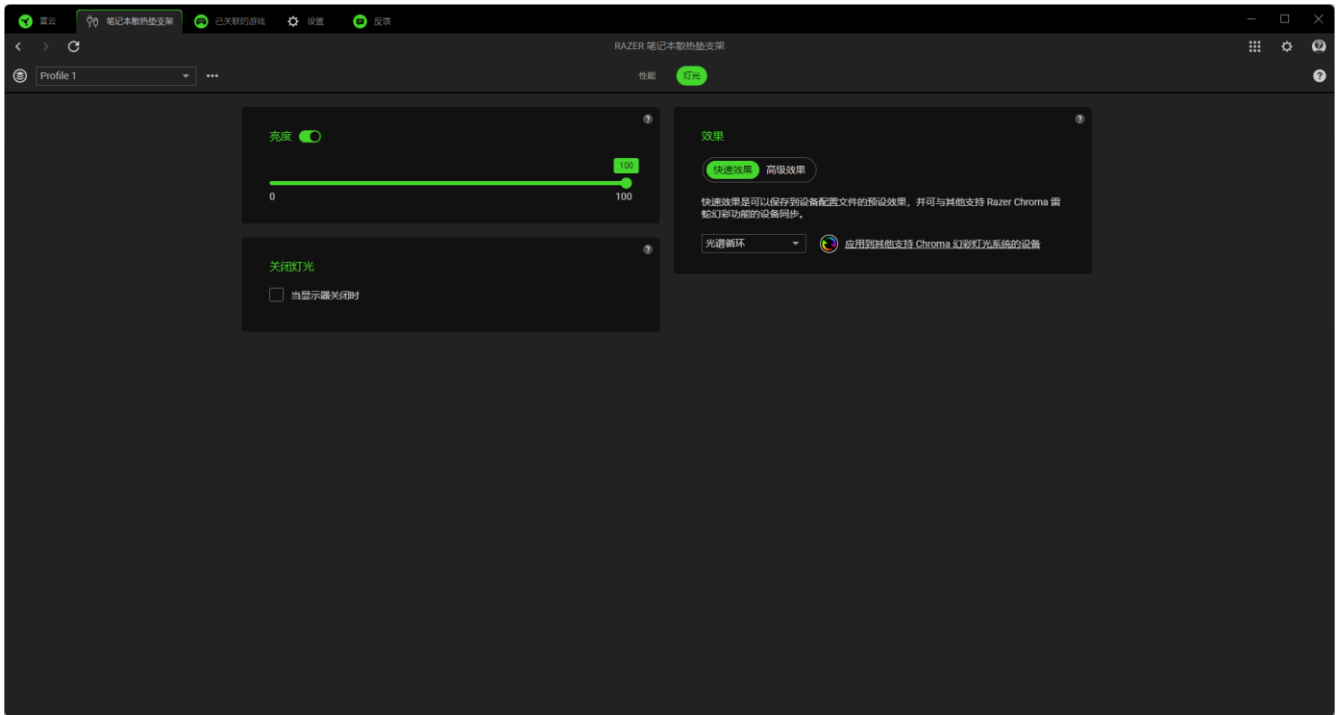 雷云 笔记本散热垫支架 已关联的游戏 设置 反馈
RAZER 笔记本散热垫支架
Profile 1 性能 灯光
亮度
100
0 100
关闭灯光
当显示器关闭时
效果
快速效果 高级效果
快速效果是可以保存到设备配置文件的预设效果，并可与其他支持 Razer Chroma 雷
蛇幻彩功能的设备同步。
光谱循环 应用到其他支持 Chroma 幻彩灯光系统的设备